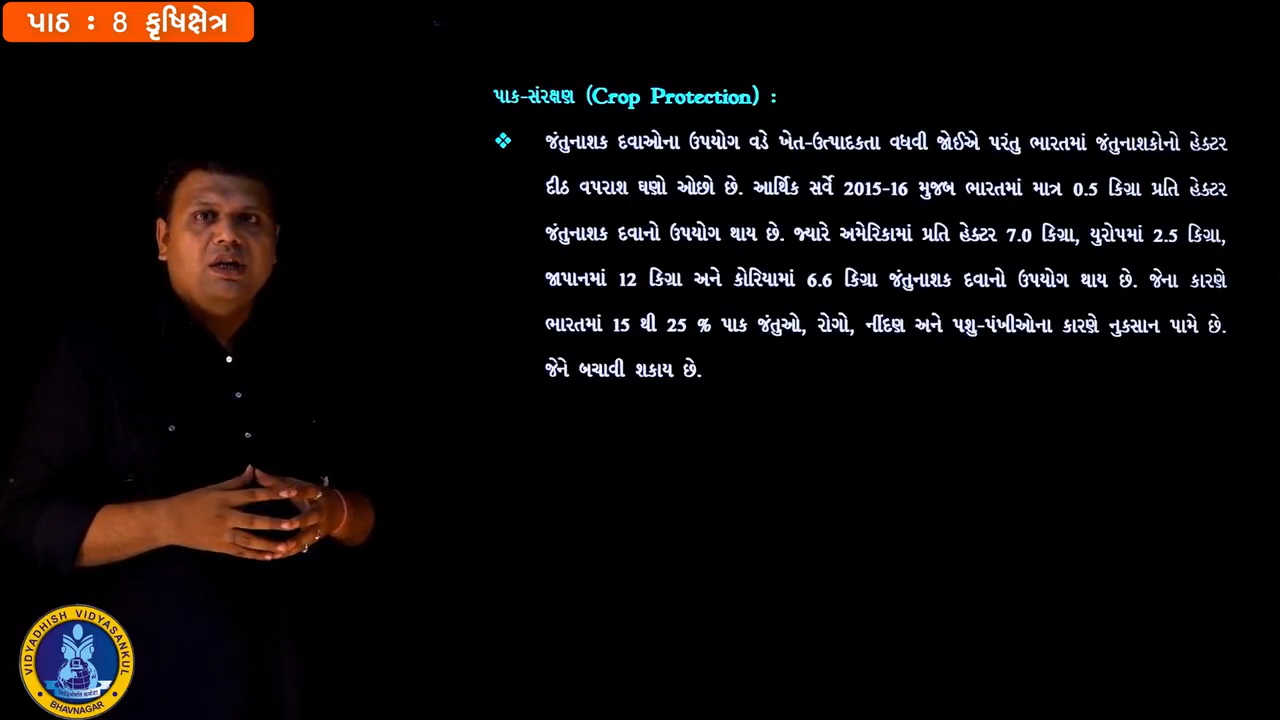 પાઠ : 8 કૃષિક્ષેત્ર
પાક-સંરક્ષણ (Crop Protection) :
❖ જંતુનાશક દવાઓના ઉપયોગ વડે ખેત-ઉત્પાદકતા વધવી જોઈએ પરંતુ ભારતમાં જંતુનાશકોનો હેક્ટર
દીઠ વપરાશ ઘણો ઓછો છે. આર્થિક સર્વે 2015-16 મુજબ ભારતમાં માત્ર 0.5 કિગ્રા પ્રતિ હેક્ટર
જંતુનાશક દવાનો ઉપયોગ થાય છે. જ્યારે અમેરિકામાં પ્રતિ હેક્ટર 7.0 કિગ્રા, યુરોપમાં 2.5 કિગ્રા,
જાપાનમાં 12 કિગ્રા અને કોરિયામાં 6.6 કિગ્રા જંતુનાશક દવાનો ઉપયોગ થાય છે. જેના કારણે
ભારતમાં 15 થી 25 % પાક જંતુઓ, રોગો, નીંદણ અને પશુ-પંખીઓના કારણે નુકસાન પામે છે.
જેને બચાવી શકાય છે.
VIDYADHISH VIDYASANKUL
BHAVNAGAR